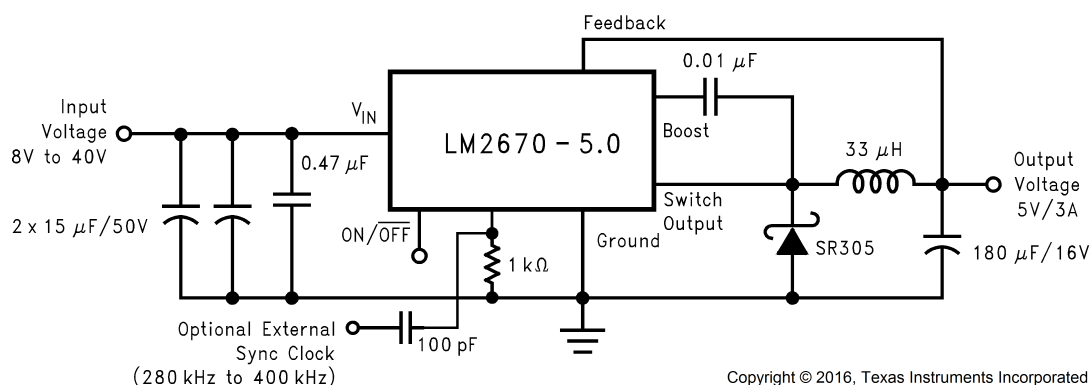 Feedback
0.01 μF
Input
Voltage
8V to 40V
V_IN
LM2670 - 5.0
Boost
0.47 μF
33 μH
Output
Voltage
5V/3A
2 x 15 μF/50V
Switch
Output
ON/O̅F̅F̅
Ground
1 kΩ
SR305
180 μF/16V
Optional External
Sync Clock
(280 kHz to 400 kHz)
100 pF
Copyright © 2016, Texas Instruments Incorporated